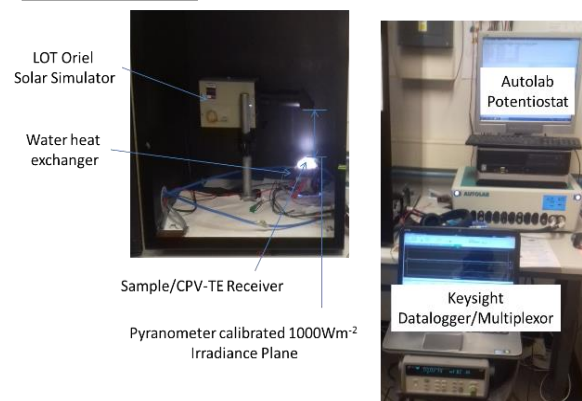 LOT Oriel
Solar Simulator
Water heat
exchanger
Sample/CPV-TE Receiver
Pyranometer calibrated 1000Wm⁻²
Irradiance Plane
Autolab
Potentiostat
AUTOLAB
Keysight
Datalogger/Multiplexor